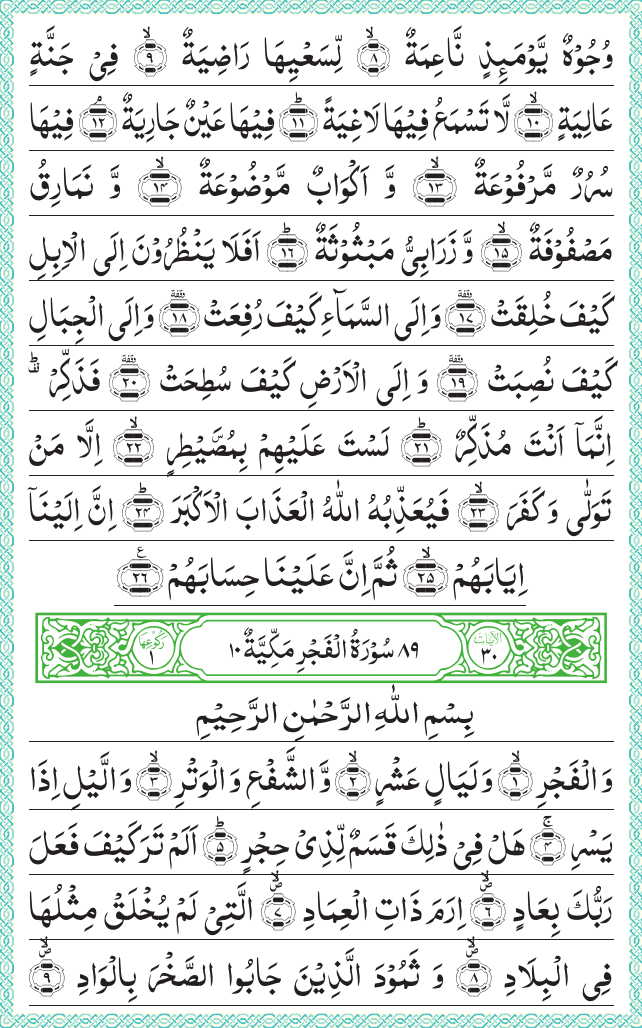 وُجُوۡهٌ يَّوۡمَئِذٍ نَّاعِمَةٌ ۙ‏﴿۸﴾ لِّسَعۡيِهَا رَاضِيَةٌ ۙ‏﴿۹﴾ فِىۡ جَنَّةٍ
عَالِيَةٍ ۙ‏﴿۱۰﴾ لَّا تَسۡمَعُ فِيۡهَا لَاغِيَةً ؕ‏﴿۱۱﴾ فِيۡهَا عَيۡنٌ جَارِيَةٌ ۘ‏﴿۱۲﴾ فِيۡهَا
سُرُرٌ مَّرۡفُوۡعَةٌ ۙ‏﴿۱۳﴾ وَّ اَكۡوَابٌ مَّوۡضُوۡعَةٌ ۙ‏﴿۱۴﴾ وَّ نَمَارِقُ
مَصۡفُوۡفَةٌ ۙ‏﴿۱۵﴾ وَّزَرَابِىُّ مَبۡثُوۡثَةٌ ؕ‏﴿۱۶﴾ اَفَلَا يَنۡظُرُوۡنَ اِلَى الۡاِبِلِ
كَيۡفَ خُلِقَتۡ وقفة ‏﴿۱۷﴾ وَاِلَى السَّمَآءِ كَيۡفَ رُفِعَتۡ وقفة ‏﴿۱۸﴾ وَاِلَى الۡجِبَالِ
كَيۡفَ نُصِبَتۡ وقفة ‏﴿۱۹﴾ وَ اِلَى الۡاَرۡضِ كَيۡفَ سُطِحَتۡ وقفة ‏﴿۲۰﴾ فَذَكِّرۡ
اِنَّمَاۤ اَنۡتَ مُذَكِّرٌ ؕ‏﴿۲۱﴾ لَسۡتَ عَلَيۡهِمۡ بِمُصَۜيۡطِرٍ ۙ‏﴿۲۲﴾ اِلَّا مَنۡ
تَوَلّٰى وَكَفَرَ ۙ‏﴿۲۳﴾ فَيُعَذِّبُهُ اللّٰهُ الۡعَذَابَ الۡاَكۡبَرَ ؕ‏﴿۲۴﴾ اِنَّ اِلَيۡنَاۤ
اِيَابَهُمۡ ۙ‏﴿۲۵﴾ ثُمَّ اِنَّ عَلَيۡنَا حِسَابَهُمۡ ع ‏﴿۲۶﴾
الآيات ۳۰ ۸۹ سُوۡرَةُ الۡفَجۡرِ مَكِّيَّةٌ ۱۰ ركوعها ۱
بِسۡمِ اللّٰهِ الرَّحۡمٰنِ الرَّحِيۡمِ
وَالۡفَجۡرِ ۙ‏﴿۱﴾ وَلَيَالٍ عَشۡرٍ ۙ‏﴿۲﴾ وَّالشَّفۡعِ وَالۡوَتۡرِ ۙ‏﴿۳﴾ وَالَّيۡلِ اِذَا
يَسۡرِ ۚ‏﴿۴﴾ هَلۡ فِىۡ ذٰلِكَ قَسَمٌ لِّذِىۡ حِجۡرٍ ؕ‏﴿۵﴾ اَلَمۡ تَرَ كَيۡفَ فَعَلَ
رَبُّكَ بِعَادٍ ۙ‏﴿۶﴾ اِرَمَ ذَاتِ الۡعِمَادِ ۙ‏﴿۷﴾ الَّتِىۡ لَمۡ يُخۡلَقۡ مِثۡلُهَا
فِى الۡبِلَادِ ۙ‏﴿۸﴾ وَ ثَمُوۡدَ الَّذِيۡنَ جَابُوا الصَّخۡرَ بِالۡوَادِ ۙ‏﴿۹﴾